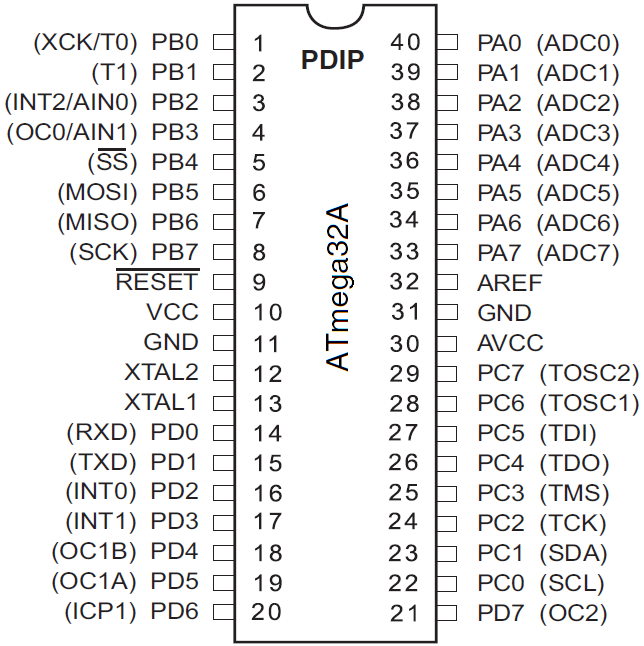 (XCK/T0) PB0 1 40 PA0 (ADC0)
PDIP
(T1) PB1 2 39 PA1 (ADC1)
(INT2/AIN0) PB2 3 38 PA2 (ADC2)
(OC0/AIN1) PB3 4 37 PA3 (ADC3)
(SS) PB4 5 36 PA4 (ADC4)
(MOSI) PB5 6 35 PA5 (ADC5)
(MISO) PB6 7 34 PA6 (ADC6)
(SCK) PB7 8 33 PA7 (ADC7)
RESET 9 32 AREF
VCC 10 31 GND
GND 11 30 AVCC
XTAL2 12 29 PC7 (TOSC2)
XTAL1 13 28 PC6 (TOSC1)
(RXD) PD0 14 27 PC5 (TDI)
(TXD) PD1 15 26 PC4 (TDO)
(INT0) PD2 16 25 PC3 (TMS)
(INT1) PD3 17 24 PC2 (TCK)
(OC1B) PD4 18 23 PC1 (SDA)
(OC1A) PD5 19 22 PC0 (SCL)
(ICP1) PD6 20 21 PD7 (OC2)
ATmega32A